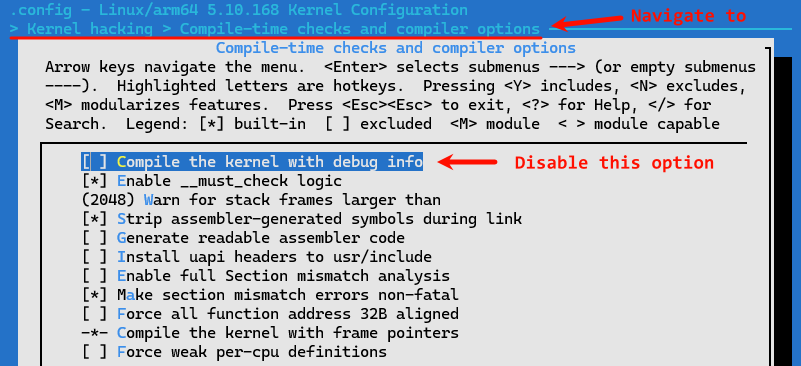 .config - Linux/arm64 5.10.168 Kernel Configuration
> Kernel hacking > Compile-time checks and compiler options
Navigate to
Compile-time checks and compiler options
Arrow keys navigate the menu.  <Enter> selects submenus ---> (or empty submenus
----).  Highlighted letters are hotkeys.  Pressing <Y> includes, <N> excludes,
<M> modularizes features.  Press <Esc><Esc> to exit, <?> for Help, </> for
Search.  Legend: [*] built-in  [ ] excluded  <M> module  < > module capable
[ ] Compile the kernel with debug info
Disable this option
[*] Enable __must_check logic
(2048) Warn for stack frames larger than
[*] Strip assembler-generated symbols during link
[ ] Generate readable assembler code
[ ] Install uapi headers to usr/include
[ ] Enable full Section mismatch analysis
[*] Make section mismatch errors non-fatal
[ ] Force all function address 32B aligned
-*- Compile the kernel with frame pointers
[ ] Force weak per-cpu definitions